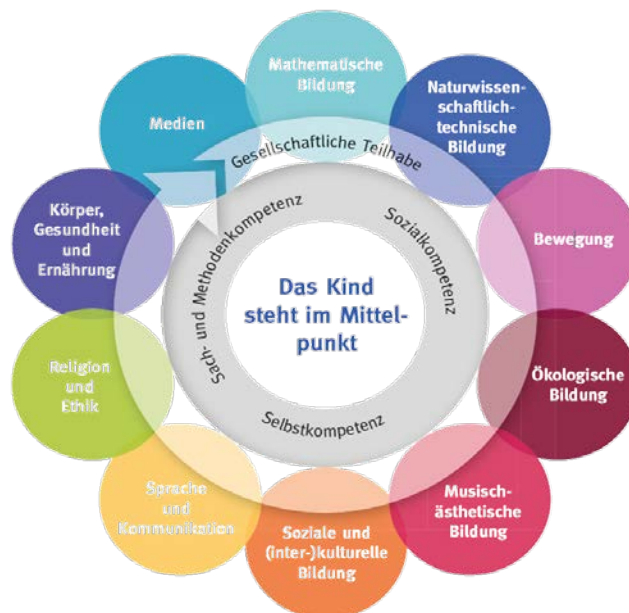 Mathematische
Bildung
Naturwissen-
schaftlich-
technische
Bildung
Bewegung
Ökologische
Bildung
Musisch-
ästhetische
Bildung
Soziale und
(inter-)kulturelle
Bildung
Sprache
und
Kommunikation
Religion
und
Ethik
Körper,
Gesundheit
und
Ernährung
Medien
Gesellschaftliche Teilhabe
Sach- und Methodenkompetenz
Sozialkompetenz
Selbstkompetenz
Das Kind
steht im Mittel-
punkt